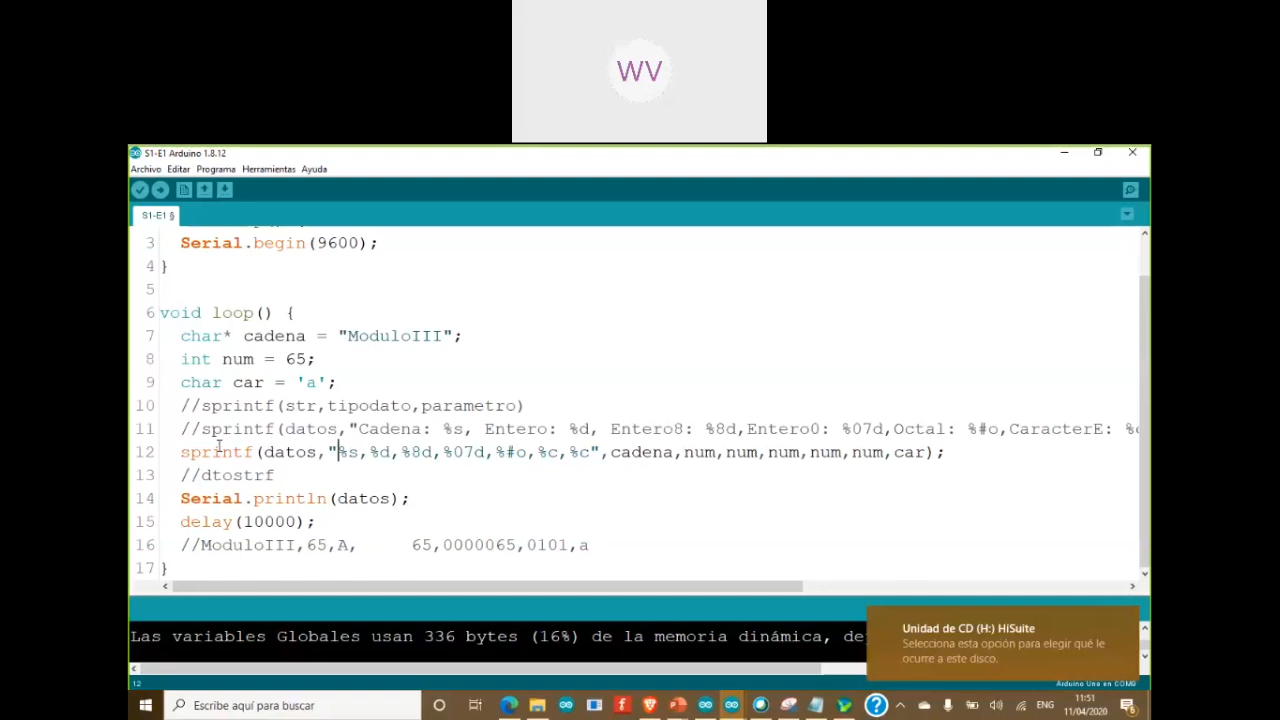 WV
S1-E1 Arduino 1.8.12
Archivo Editar Programa Herramientas Ayuda
S1-E1 §
3 Serial.begin(9600);
4 }
5
6 void loop() {
7 char* cadena = "ModuloIII";
8 int num = 65;
9 char car = 'a';
10 //sprintf(str,tipodato,parametro)
11 //sprintf(datos,"Cadena: %s, Entero: %d, Entero8: %8d,Entero0: %07d,Octal: %#o,CaracterE: %c
12 sprintf(datos,"%s,%d,%8d,%07d,%#o,%c,%c",cadena,num,num,num,num,num,car);
13 //dtostrf
14 Serial.println(datos);
15 delay(10000);
16 //ModuloIII,65,A,     65,0000065,0101,a
17 }
Las variables Globales usan 336 bytes (16%) de la memoria dinámica, de
Unidad de CD (H:) HiSuite
Selecciona esta opción para elegir qué le
ocurre a este disco.
12
Arduino Uno en COM9
Escribe aquí para buscar
ENG
11:51
11/04/2020